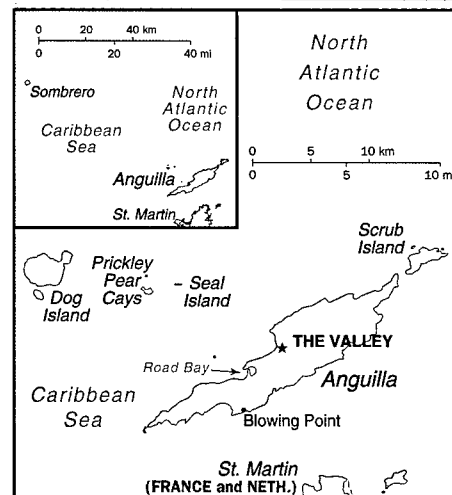 0 20 40 km
0 20 40 mi
Sombrero
North
Atlantic
Ocean
Caribbean
Sea
Anguilla
St. Martin
North
Atlantic
Ocean
0 5 10 km
0 5 10 m
Scrub
Island
Prickley
Pear
Cays
Seal
Island
Dog
Island
THE VALLEY
Road Bay
Anguilla
Caribbean
Sea
Blowing Point
St. Martin
(FRANCE and NETH.)